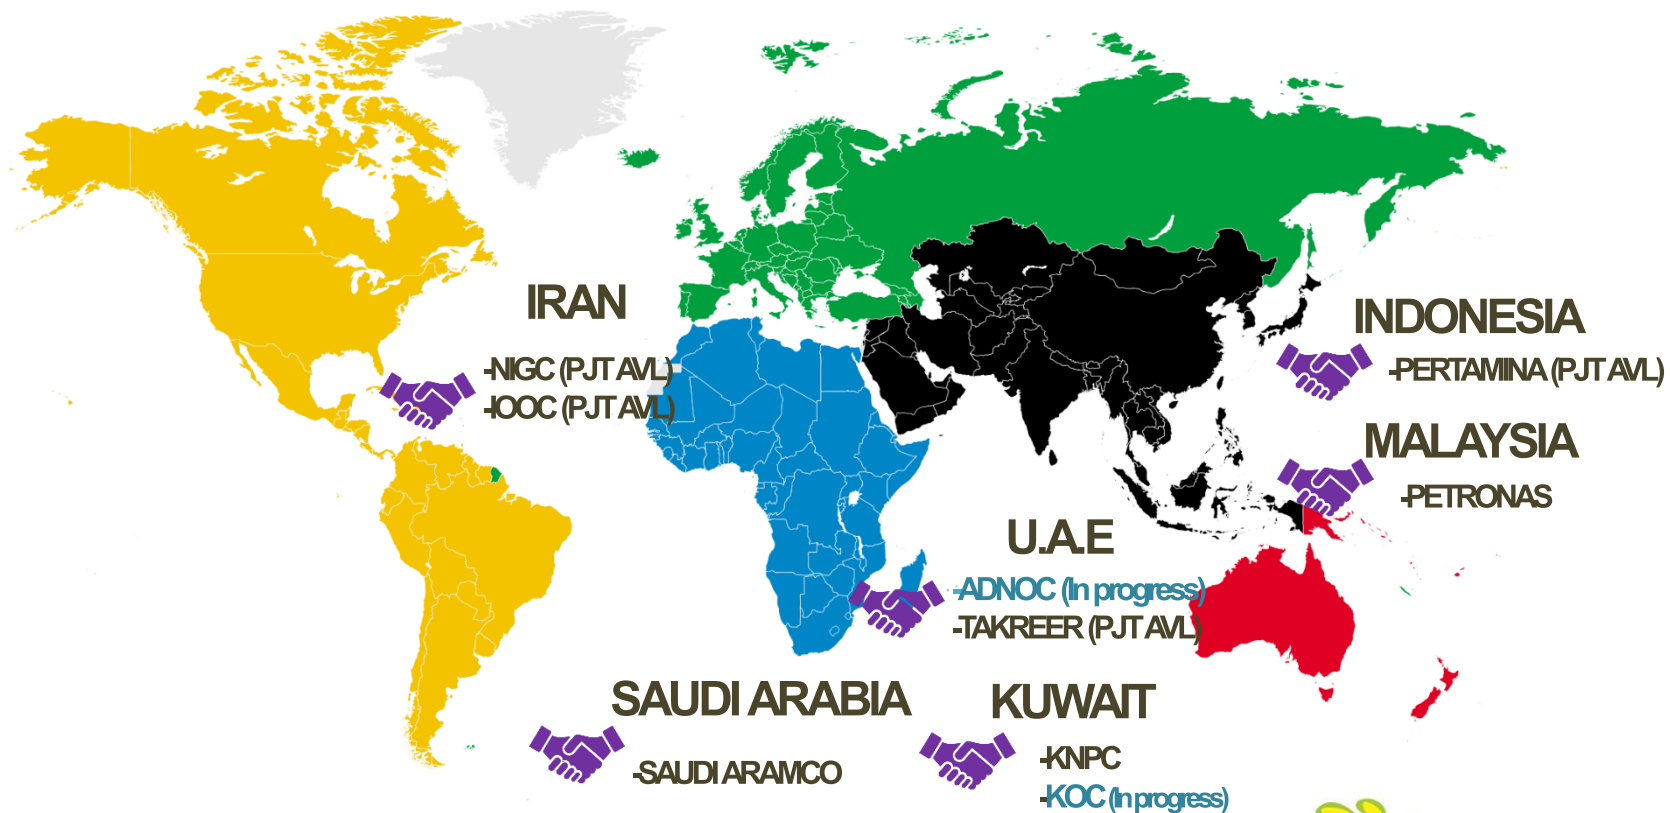 IRAN
-NIGC (PJT AVL)
-IOOC (PJT AVL)
INDONESIA
-PERTAMINA (PJT AVL)
MALAYSIA
-PETRONAS
U.A.E
-ADNOC (In progress)
-TAKREER (PJT AVL)
SAUDI ARABIA
-SAUDI ARAMCO
KUWAIT
-KNPC
-KOC (In progress)